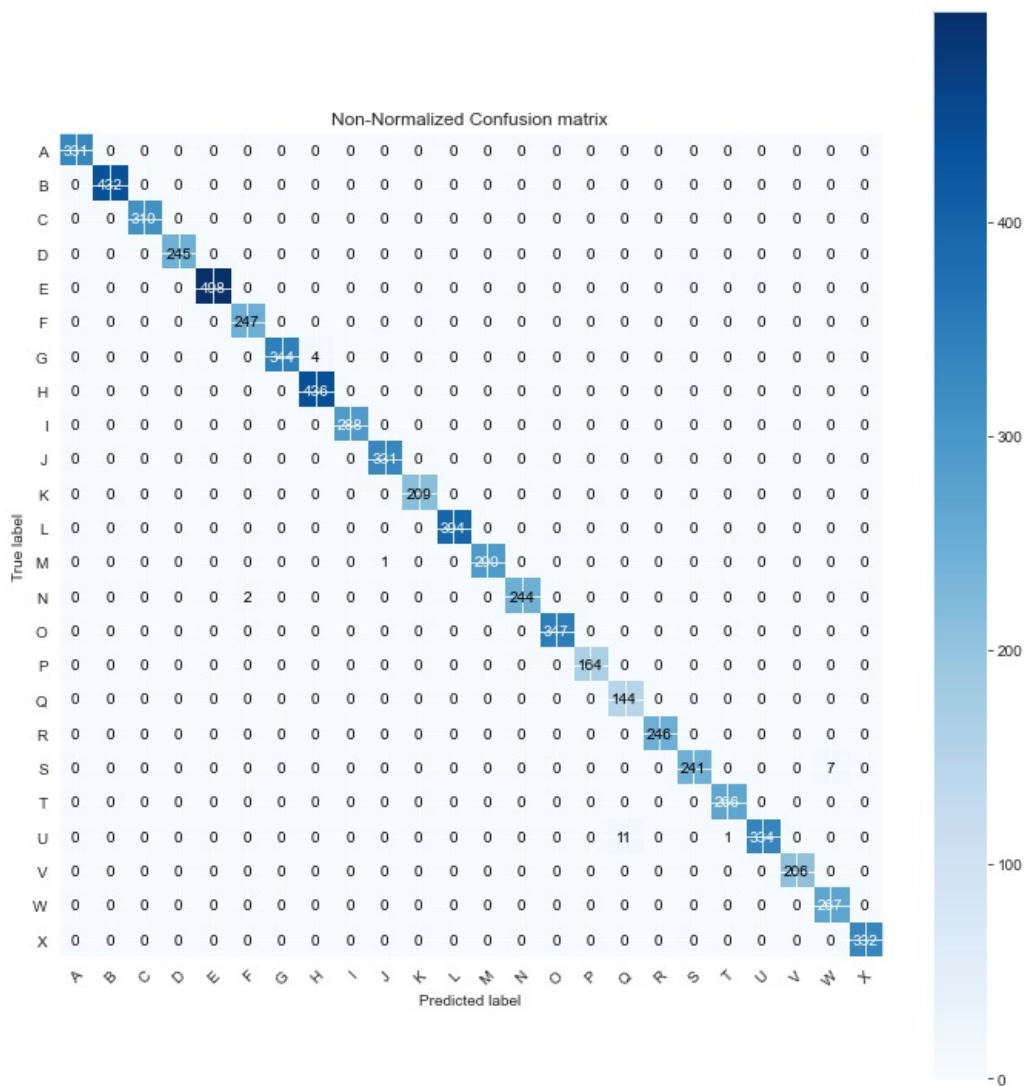 Non-Normalized Confusion matrix
A 331 0 0 0 0 0 0 0 0 0 0 0 0 0 0 0 0 0 0 0 0 0 0 0
B 0 432 0 0 0 0 0 0 0 0 0 0 0 0 0 0 0 0 0 0 0 0 0 0
C 0 0 310 0 0 0 0 0 0 0 0 0 0 0 0 0 0 0 0 0 0 0 0 0
400
D 0 0 0 245 0 0 0 0 0 0 0 0 0 0 0 0 0 0 0 0 0 0 0 0
E 0 0 0 0 498 0 0 0 0 0 0 0 0 0 0 0 0 0 0 0 0 0 0 0
F 0 0 0 0 0 247 0 0 0 0 0 0 0 0 0 0 0 0 0 0 0 0 0 0
G 0 0 0 0 0 0 344 4 0 0 0 0 0 0 0 0 0 0 0 0 0 0 0 0
H 0 0 0 0 0 0 0 436 0 0 0 0 0 0 0 0 0 0 0 0 0 0 0 0
I 0 0 0 0 0 0 0 0 288 0 0 0 0 0 0 0 0 0 0 0 0 0 0 0
300
J 0 0 0 0 0 0 0 0 0 331 0 0 0 0 0 0 0 0 0 0 0 0 0 0
K 0 0 0 0 0 0 0 0 0 0 209 0 0 0 0 0 0 0 0 0 0 0 0 0
L 0 0 0 0 0 0 0 0 0 0 0 394 0 0 0 0 0 0 0 0 0 0 0 0
True label
M 0 0 0 0 0 0 0 0 0 1 0 0 290 0 0 0 0 0 0 0 0 0 0 0
N 0 0 0 0 0 2 0 0 0 0 0 0 0 244 0 0 0 0 0 0 0 0 0 0
O 0 0 0 0 0 0 0 0 0 0 0 0 0 0 347 0 0 0 0 0 0 0 0 0
200
P 0 0 0 0 0 0 0 0 0 0 0 0 0 0 0 164 0 0 0 0 0 0 0 0
Q 0 0 0 0 0 0 0 0 0 0 0 0 0 0 0 0 144 0 0 0 0 0 0 0
R 0 0 0 0 0 0 0 0 0 0 0 0 0 0 0 0 0 246 0 0 0 0 0 0
S 0 0 0 0 0 0 0 0 0 0 0 0 0 0 0 0 0 0 241 0 0 0 7 0
T 0 0 0 0 0 0 0 0 0 0 0 0 0 0 0 0 0 0 0 266 0 0 0 0
U 0 0 0 0 0 0 0 0 0 0 0 0 0 0 0 0 11 0 0 1 334 0 0 0
100
V 0 0 0 0 0 0 0 0 0 0 0 0 0 0 0 0 0 0 0 0 0 206 0 0
W 0 0 0 0 0 0 0 0 0 0 0 0 0 0 0 0 0 0 0 0 0 0 267 0
X 0 0 0 0 0 0 0 0 0 0 0 0 0 0 0 0 0 0 0 0 0 0 0 332
A B C D E F G H I J K L M N O P Q R S T U V W X
Predicted label
0